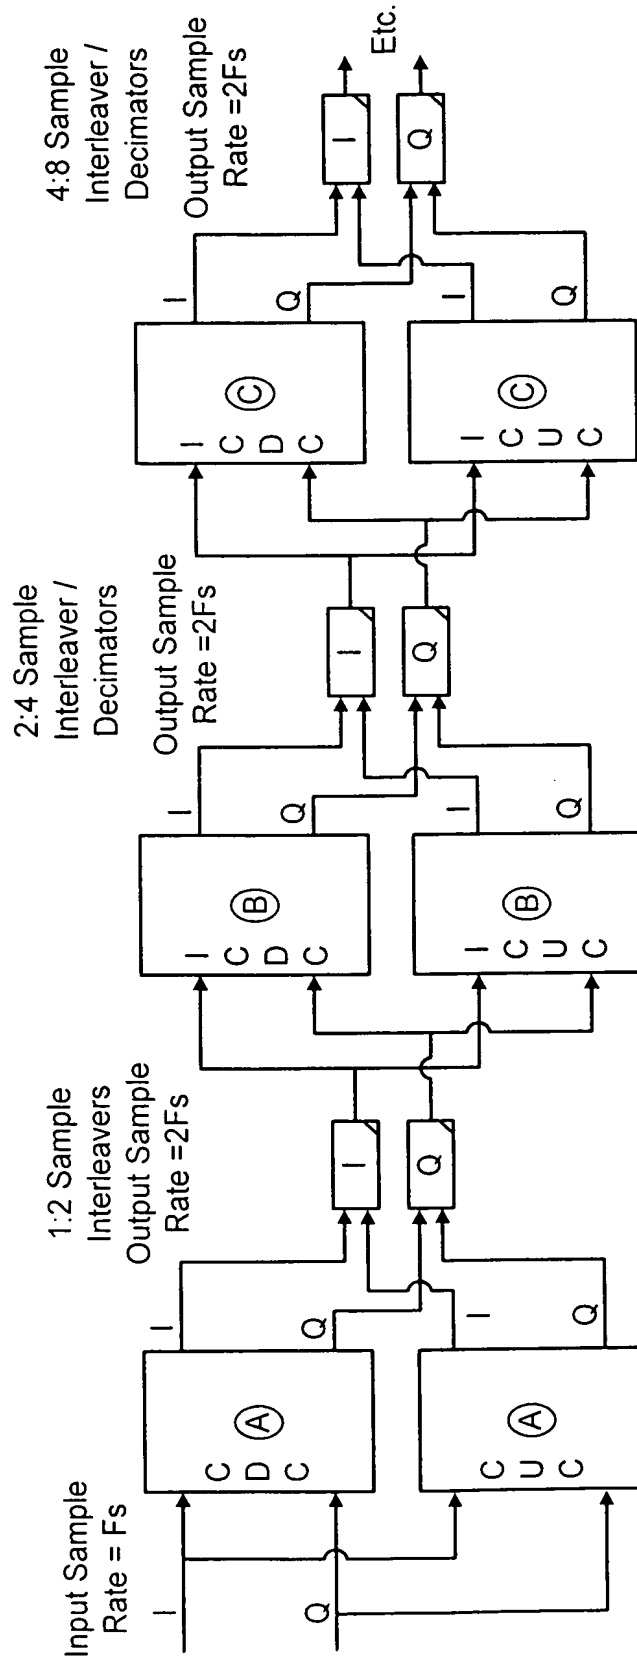 Input Sample
Rate = Fs
I
Q
C
D
C
A
C
U
C
A
I
Q
I
Q
1:2 Sample
Interleavers
Output Sample
Rate =2Fs
I
Q
I
C
D
C
B
I
C
U
C
B
I
Q
I
Q
2:4 Sample
Interleaver /
Decimators
Output Sample
Rate =2Fs
I
Q
I
C
D
C
C
I
C
U
C
C
I
Q
I
Q
4:8 Sample
Interleaver /
Decimators
Output Sample
Rate =2Fs
I
Q
Etc.